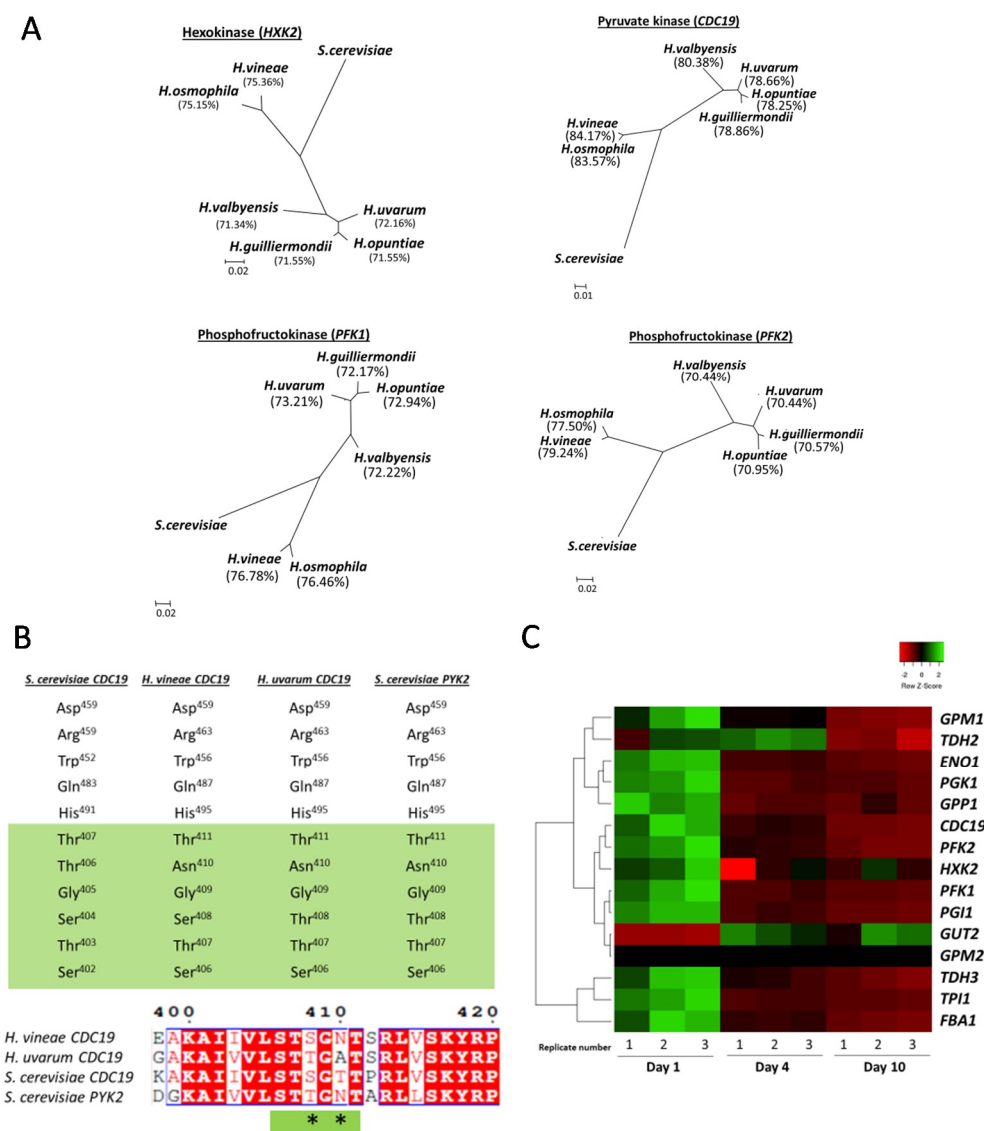 A
Hexokinase (HXK2)
S.cerevisiae
H.vineae
(75.36%)
H.osmophila
(75.15%)
H.valbyensis
(71.34%)
H.uvarum
(72.16%)
H.guilliermondii
(71.55%)
H.opuntiae
(71.55%)
0.02
Pyruvate kinase (CDC19)
H.valbyensis
(80.38%)
H.uvarum
(78.66%)
H.opuntiae
(78.25%)
H.guilliermondii
(78.86%)
H.vineae
(84.17%)
H.osmophila
(83.57%)
S.cerevisiae
0.01
Phosphofructokinase (PFK1)
H.guilliermondii
(72.17%)
H.uvarum
(73.21%)
H.opuntiae
(72.94%)
H.valbyensis
(72.22%)
S.cerevisiae
H.vineae
(76.78%)
H.osmophila
(76.46%)
0.02
Phosphofructokinase (PFK2)
H.valbyensis
(70.44%)
H.uvarum
(70.44%)
H.osmophila
(77.50%)
H.vineae
(79.24%)
H.guilliermondii
(70.57%)
H.opuntiae
(70.95%)
S.cerevisiae
0.02
B
S. cerevisiae CDC19 H. vineae CDC19 H. uvarum CDC19 S. cerevisiae PYK2
Asp459 Asp459 Asp459 Asp459
Arg459 Arg463 Arg463 Arg463
Trp452 Trp456 Trp456 Trp456
Gln483 Gln487 Gln487 Gln487
His491 His495 His495 His495
Thr407 Thr411 Thr411 Thr411
Thr406 Asn410 Asn410 Asn410
Gly405 Gly409 Gly409 Gly409
Ser404 Ser408 Thr408 Thr408
Thr403 Thr407 Thr407 Thr407
Ser402 Ser406 Ser406 Ser406
400 410 420
H. vineae CDC19 EAKAIIVLSTSGNTSRLVSKYRP
H. uvarum CDC19 GAKAIIVLSTTGATSRLVSKYRP
S. cerevisiae CDC19 KAKAIIVLSTSGTTPRLVSKYRP
S. cerevisiae PYK2 DGKAIIVLSTTGNTARLLSKYRP
* *
C
-2 0 2
Row Z-Score
GPM1
TDH2
ENO1
PGK1
GPP1
CDC19
PFK2
HXK2
PFK1
PGI1
GUT2
GPM2
TDH3
TPI1
FBA1
Replicate number 1 2 3 1 2 3 1 2 3
Day 1 Day 4 Day 10